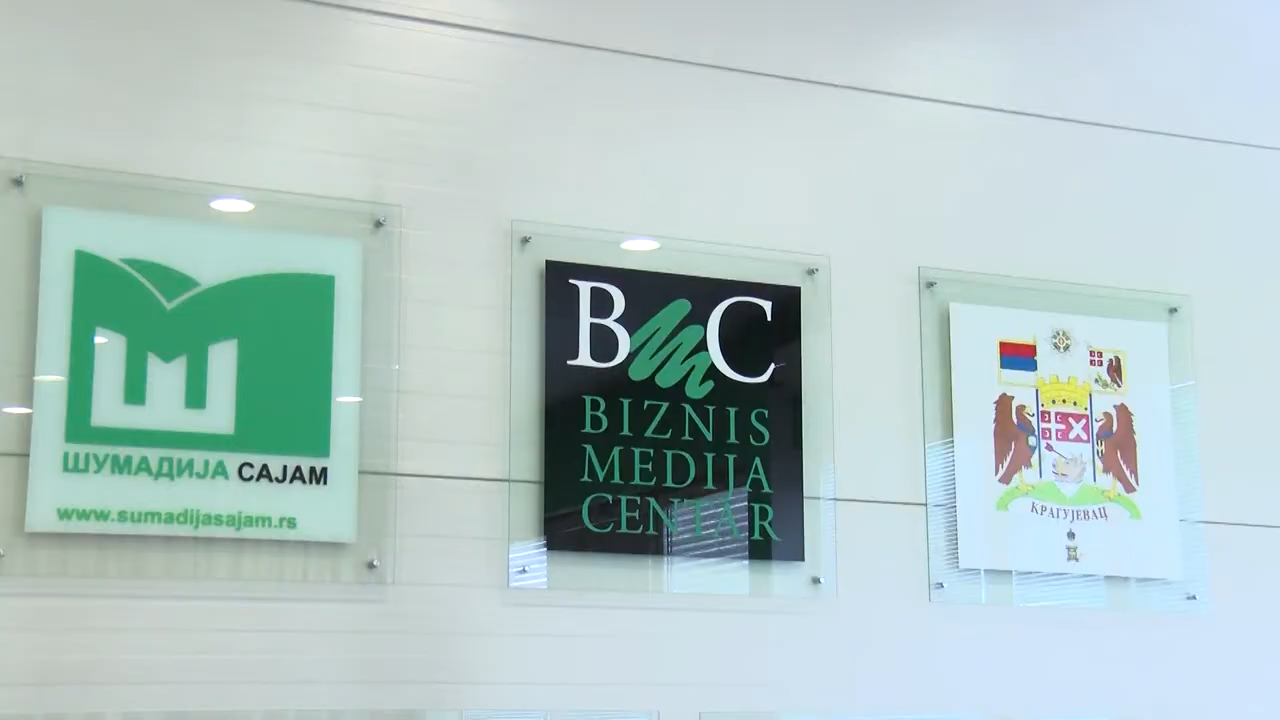 ШУМАДИЈА САЈАМ
www.sumadijasajam.rs
BMC
BIZNIS
MEDIJA
CENTAR
КРАГУЈЕВАЦ